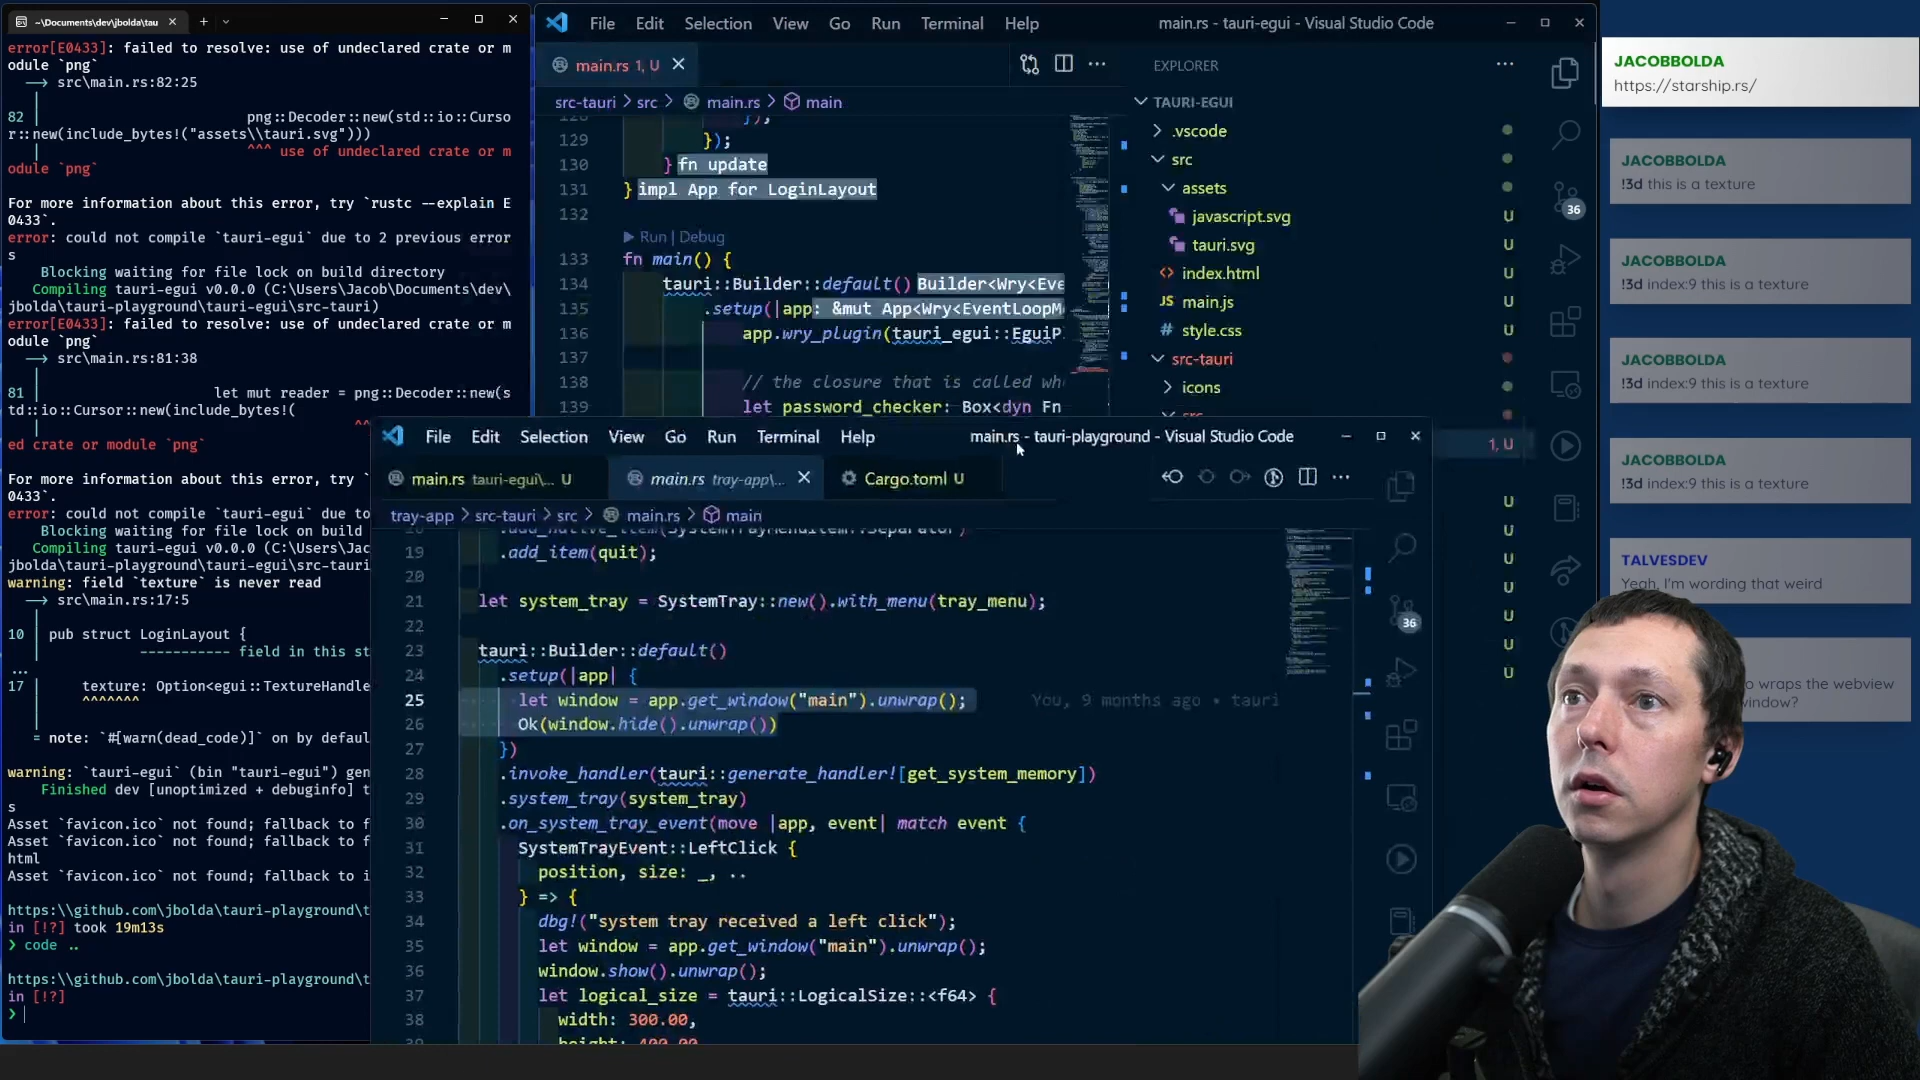 ~\Documents\dev\jbolda\tau
error[E0433]: failed to resolve: use of undeclared crate or m
odule `png`
--> src\main.rs:82:25
82 | png::Decoder::new(std::io::Curso
r::new(include_bytes!("assets\\tauri.svg")))
| ^^^ use of undeclared crate or m
odule `png`
For more information about this error, try `rustc --explain E
0433`.
error: could not compile `tauri-egui` due to 2 previous error
s
Blocking waiting for file lock on build directory
Compiling tauri-egui v0.0.0 (C:\Users\Jacob\Documents\dev\
jbolda\tauri-playground\tauri-egui\src-tauri)
error[E0433]: failed to resolve: use of undeclared crate or m
odule `png`
--> src\main.rs:81:38
81 | let mut reader = png::Decoder::new(s
td::io::Cursor::new(include_bytes!(
| ^^
ed crate or module `png`
For more information about this error, try `
0433`.
error: could not compile `tauri-egui` due to
Blocking waiting for file lock on build
Compiling tauri-egui v0.0.0 (C:\Users\Jac
jbolda\tauri-playground\tauri-egui\src-tauri
warning: field `texture` is never read
--> src\main.rs:17:5
10 | pub struct LoginLayout {
| ----------- field in this st
...
17 | texture: Option<egui::TextureHandle
| ^^^^^^^
= note: `#[warn(dead_code)]` on by defaul
warning: `tauri-egui` (bin "tauri-egui") gen
Finished dev [unoptimized + debuginfo] t
s
Asset `favicon.ico` not found; fallback to f
Asset `favicon.ico` not found; fallback to f
html
Asset `favicon.ico` not found; fallback to i
https:\\github.com\jbolda\tauri-playground\t
in [!?] took 19m13s
❯ code ..
https:\\github.com\jbolda\tauri-playground\t
in [!?]
❯
File Edit Selection View Go Run Terminal Help
main.rs - tauri-egui - Visual Studio Code
main.rs 1, U
src-tauri > src > main.rs > main
128 });
129 });
130 } fn update
131 } impl App for LoginLayout
132
Run | Debug
133 fn main() {
134 tauri::Builder::default() Builder<Wry<Eve
135 .setup(|app: &mut App<Wry<EventLoopM
136 app.wry_plugin(tauri_egui::EguiP
137
138 // the closure that is called wh
139 let password_checker: Box<dyn Fn
EXPLORER
TAURI-EGUI
.vscode
src
assets
javascript.svg U
tauri.svg U
index.html U
JS main.js U
# style.css U
src-tauri
icons
src
1, U
U
U
U
U
U
U
U
36
File Edit Selection View Go Run Terminal Help
main.rs - tauri-playground - Visual Studio Code
main.rs tauri-egui\... U
main.rs tray-app\...
Cargo.toml U
tray-app > src-tauri > src > main.rs > main
18 .add_native_item(SystemTrayMenuItem::Separator)
19 .add_item(quit);
20
21 let system_tray = SystemTray::new().with_menu(tray_menu);
22
23 tauri::Builder::default()
24 .setup(|app| {
25 let window = app.get_window("main").unwrap(); You, 9 months ago • tauri
26 Ok(window.hide().unwrap())
27 })
28 .invoke_handler(tauri::generate_handler![get_system_memory])
29 .system_tray(system_tray)
30 .on_system_tray_event(move |app, event| match event {
31 SystemTrayEvent::LeftClick {
32 position, size: _, ..
33 } => {
34 dbg!("system tray received a left click");
35 let window = app.get_window("main").unwrap();
36 window.show().unwrap();
37 let logical_size = tauri::LogicalSize::<f64> {
38 width: 300.00,
39 height: 400.00
36
JACOBBOLDA
https://starship.rs/
JACOBBOLDA
!3d this is a texture
JACOBBOLDA
!3d index:9 this is a texture
JACOBBOLDA
!3d index:9 this is a texture
JACOBBOLDA
!3d index:9 this is a texture
TALVESDEV
Yeah, I'm wording that weird
o wraps the webview
window?